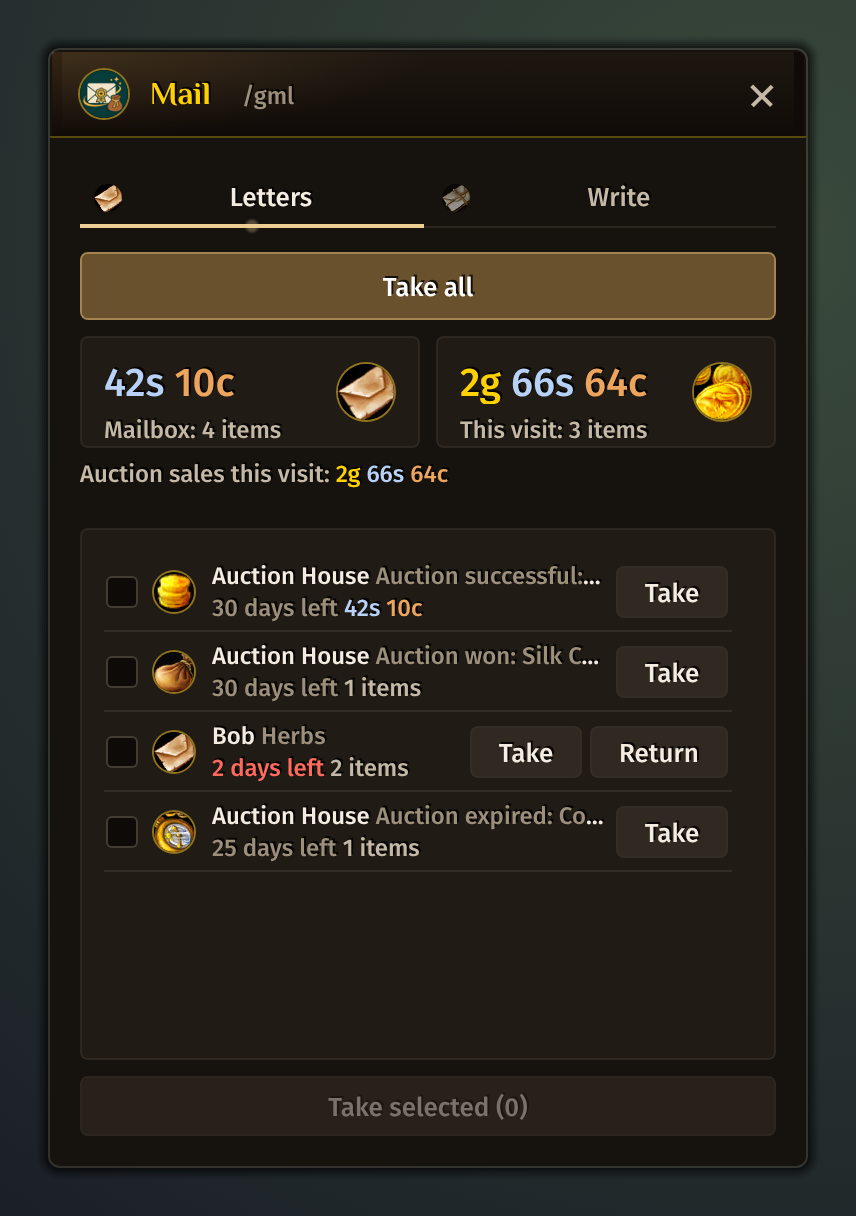 Mail /gml
Letters
Write
Take all
42s 10c
Mailbox: 4 items
2g 66s 64c
This visit: 3 items
Auction sales this visit: 2g 66s 64c
Auction House Auction successful:...
30 days left 42s 10c
Take
Auction House Auction won: Silk C...
30 days left 1 items
Take
Bob Herbs
2 days left 2 items
Take
Return
Auction House Auction expired: Co...
25 days left 1 items
Take
Take selected (0)